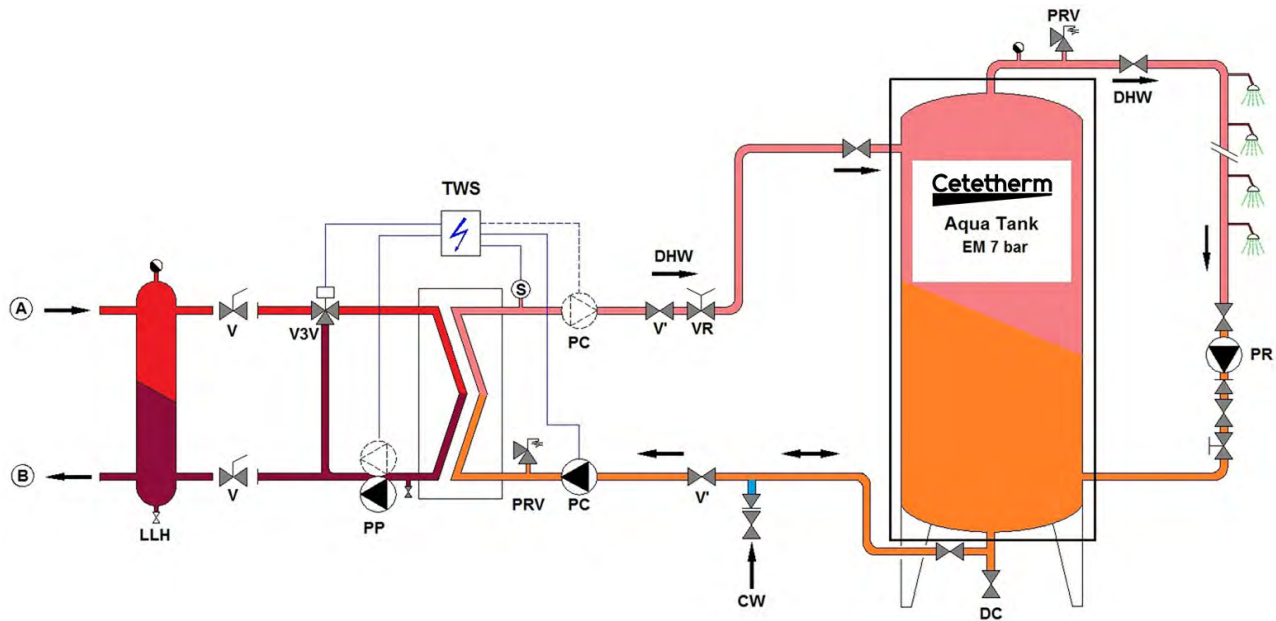 PRV
DHW
TWS
Cetetherm
Aqua Tank
EM 7 bar
DHW
S
A
V
V3V
PC
V'
VR
PR
B
V
LLH
PP
PRV
PC
V'
CW
DC